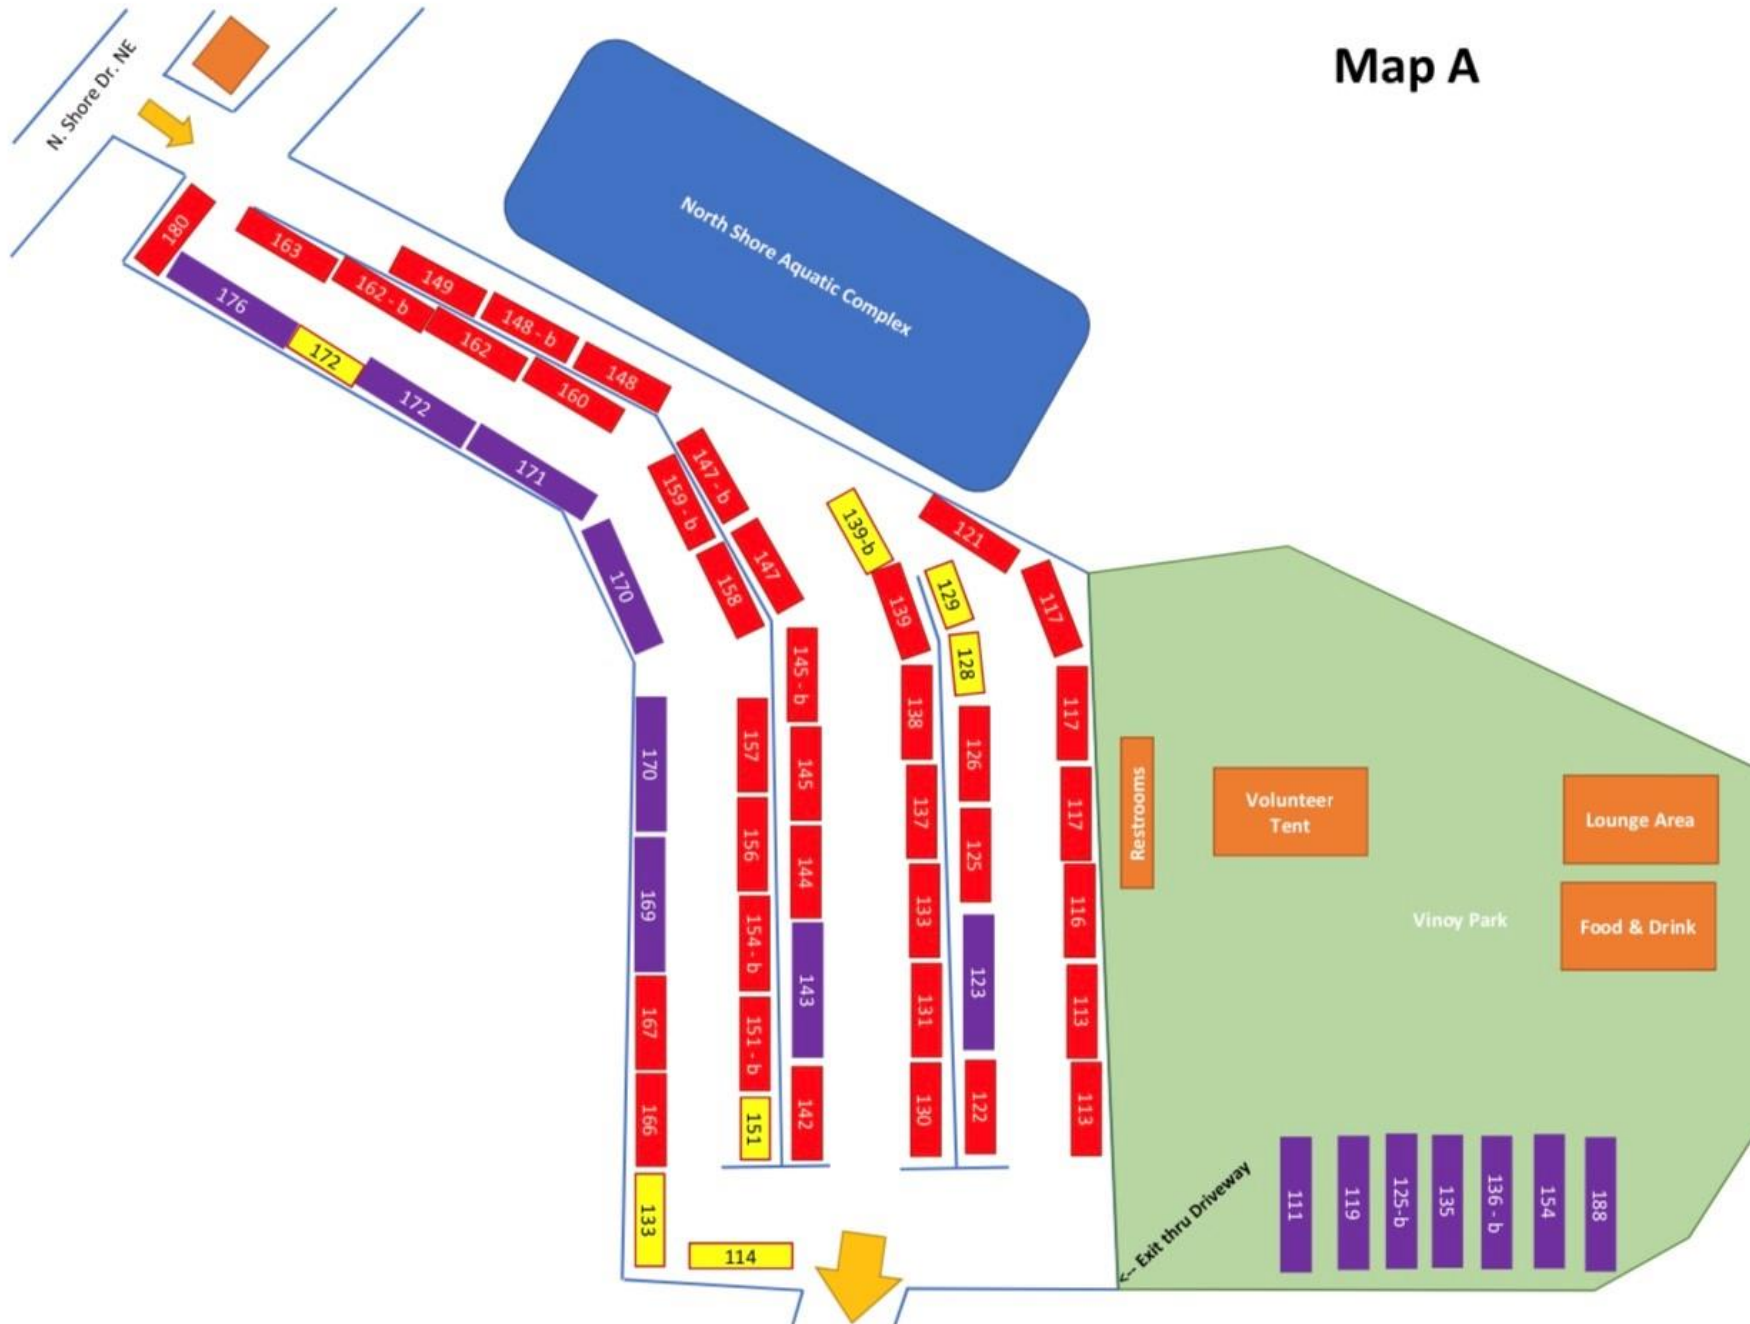 Map A
N. Shore Dr. NE
North Shore Aquatic Complex
180
163
162 - b
149
148 - b
162
148
160
176
172
172
171
170
147 - b
159 - b
147
158
139-b
121
139
129
117
128
145 - b
138
117
170
157
145
137
126
117
156
144
125
169
154 - b
133
116
143
123
167
151 - b
131
113
166
151
142
130
122
113
133
114
Restrooms
Volunteer
Tent
Lounge Area
Vinoy Park
Food & Drink
<-- Exit thru Driveway
111
119
125-b
135
136 - b
154
188